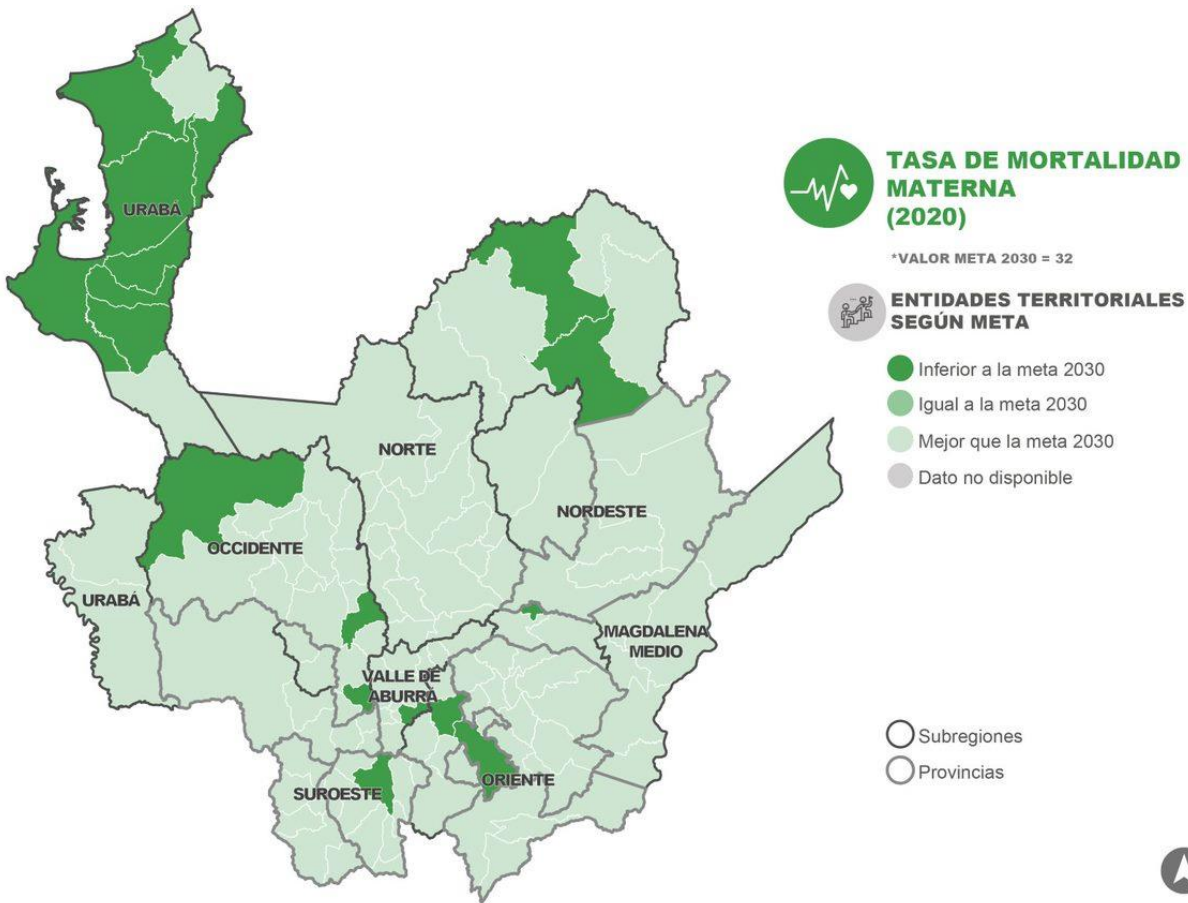 TASA DE MORTALIDAD
MATERNA
(2020)
*VALOR META 2030 = 32
ENTIDADES TERRITORIALES
SEGÚN META
Inferior a la meta 2030
Igual a la meta 2030
Mejor que la meta 2030
Dato no disponible
Subregiones
Provincias
URABÁ
NORTE
NORDESTE
OCCIDENTE
URABÁ
MAGDALENA
MEDIO
VALLE DE
ABURRÁ
ORIENTE
SUROESTE